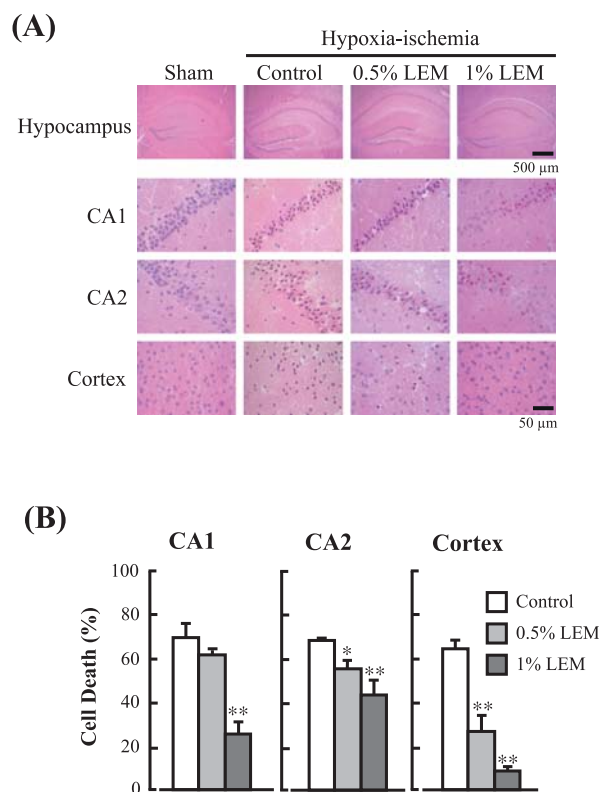 (A)
Hypoxia-ischemia
Sham Control 0.5% LEM 1% LEM
Hypocampus
500 µm
CA1
CA2
Cortex
50 µm
(B)
CA1 CA2 Cortex
Cell Death (%)
100
80
60
40
20
0
** * ** ** **
Control
0.5% LEM
1% LEM